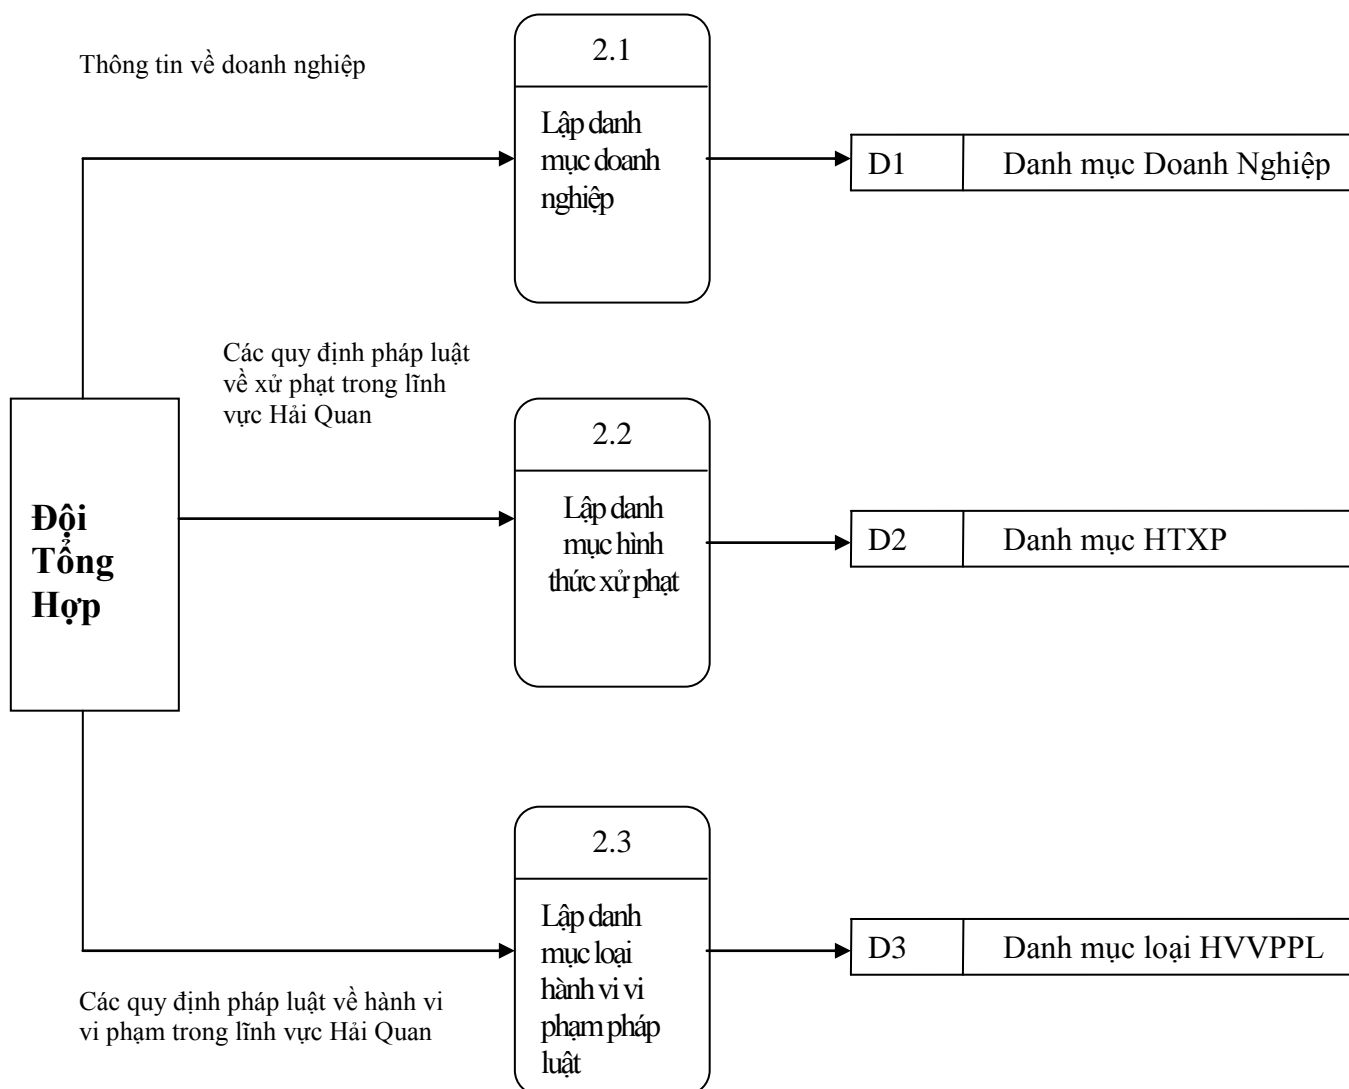 Thông tin về doanh nghiệp
2.1
Lập danh
mục doanh
nghiệp
D1
Danh mục Doanh Nghiệp
Các quy định pháp luật
về xử phạt trong lĩnh
vực Hải Quan
Đội
Tổng
Hợp
2.2
Lập danh
mục hình
thức xử phạt
D2
Danh mục HTXP
2.3
Lập danh
mục loại
hành vi vi
phạm pháp
luật
D3
Danh mục loại HVVPPL
Các quy định pháp luật về hành vi
vi phạm trong lĩnh vực Hải Quan